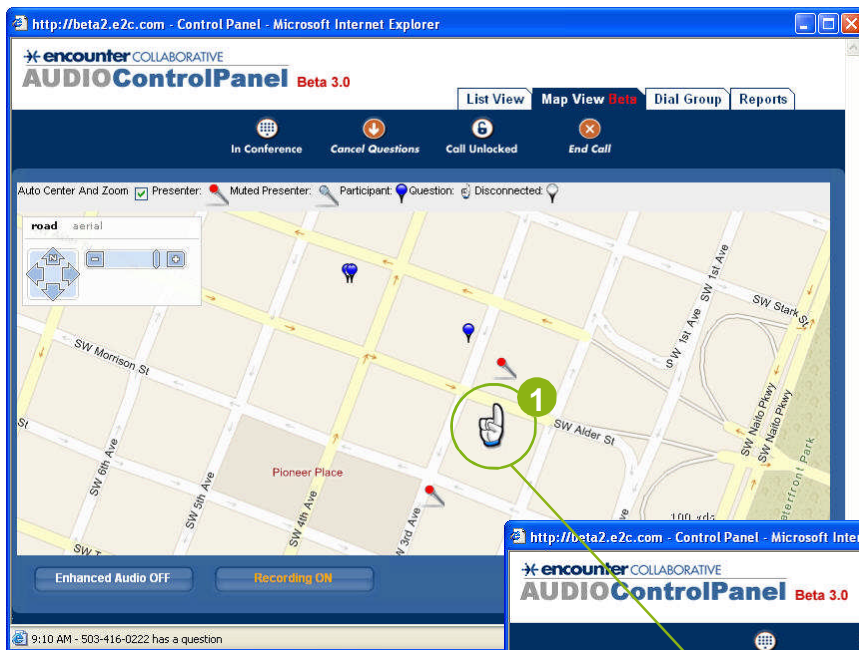 http://beta2.e2c.com - Control Panel - Microsoft Internet Explorer
encounter COLLABORATIVE
AUDIOControlPanel Beta 3.0
List View Map View Beta Dial Group Reports
In Conference Cancel Questions Call Unlocked End Call
Auto Center And Zoom Presenter: Muted Presenter: Participant: Question: Disconnected:
road aerial
N
SW 1st Ave
SW 1st Ave
SW Stark St
SW Morrison St
1
SW Naito Pkwy
SW Naito Pkwy
SW Alder St
St
SW 6th Ave
Pioneer Place
SW 5th Ave
SW 4th Ave
3rd Ave
Park
Enhanced Audio OFF Recording ON
9:10 AM - 503-416-0222 has a question
http://beta2.e2c.com - Control Panel - Microsoft Inte
encounter COLLABORATIVE
AUDIOControlPanel Beta 3.0